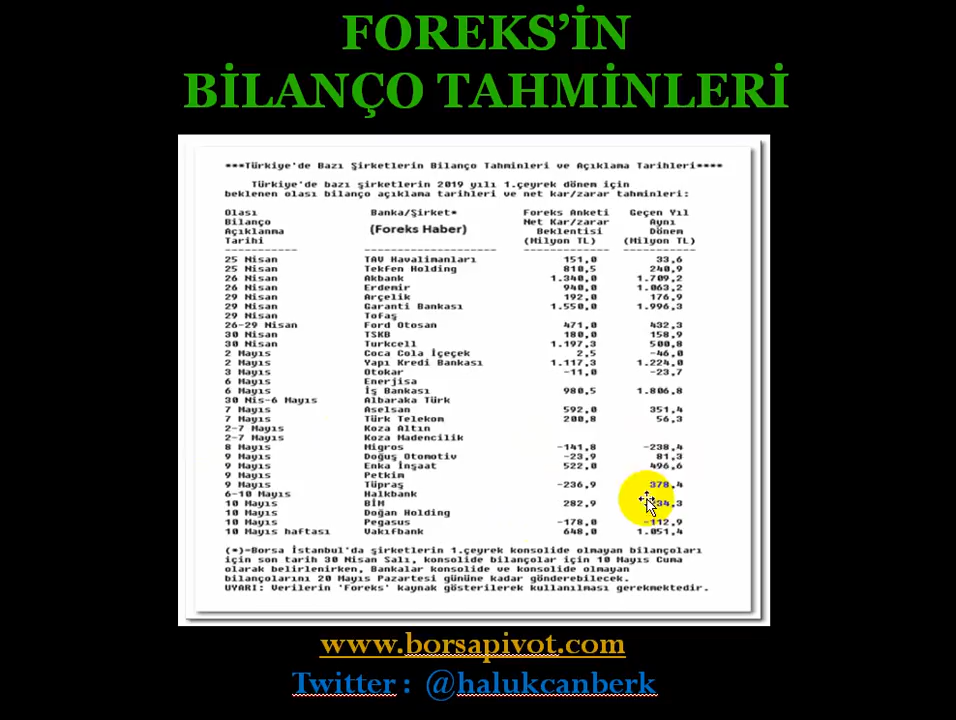 FOREKS’İN
BİLANÇO TAHMİNLERİ
***Türkiye'de Bazı Şirketlerin Bilanço Tahminleri ve Açıklama Tarihleri****
Türkiye'de bazı şirketlerin 2019 yılı 1.çeyrek dönem için
beklenen olası bilanço açıklama tarihleri ve net kar/zarar tahminleri:
Olası Banka/Şirket* Foreks Anketi Geçen Yıl
Bilanço (Foreks Haber) Net Kar/zarar Aynı
Açıklanma Beklentisi Dönem
Tarihi (Milyon TL) (Milyon TL)
25 Nisan TAV Havalimanları 151,0 33,6
25 Nisan Tekfen Holding 810,5 240,9
26 Nisan Akbank 1.340,0 1.709,2
26 Nisan Erdemir 940,0 1.063,2
29 Nisan Arçelik 192,0 176,9
29 Nisan Garanti Bankası 1.550,0 1.996,3
29 Nisan Tofaş
26-29 Nisan Ford Otosan 471,0 432,3
30 Nisan TSKB 180,0 158,9
30 Nisan Turkcell 1.197,3 500,8
2 Mayıs Coca Cola İçeçek 2,5 -46,0
2 Mayıs Yapı Kredi Bankası 1.117,3 1.224,0
3 Mayıs Otokar -11,0 -23,7
6 Mayıs Enerjisa
6 Mayıs İş Bankası 980,5 1.806,8
30 Nis-6 Mayıs Albaraka Türk
7 Mayıs Aselsan 592,0 351,4
7 Mayıs Türk Telekom 200,8 56,3
2-7 Mayıs Koza Altın
2-7 Mayıs Koza Madencilik
8 Mayıs Migros -141,8 -238,4
9 Mayıs Doğuş Otomotiv -23,9 81,3
9 Mayıs Enka İnşaat 522,0 496,6
9 Mayıs Petkim
9 Mayıs Tüpraş -236,9 378,4
6-10 Mayıs Halkbank
10 Mayıs BİM 282,9
10 Mayıs Doğan Holding
10 Mayıs Pegasus -178,0 -112,9
10 Mayıs haftası Vakıfbank 648,0 1.051,4
(*)=Borsa İstanbul'da şirketlerin 1.çeyrek konsolide olmayan bilançoları
için son tarih 30 Nisan Salı, konsolide bilançolar için 10 Mayıs Cuma
olarak belirlenirken, Bankalar konsolide ve konsolide olmayan
bilançolarını 20 Mayıs Pazartesi gününe kadar gönderebilecek.
UYARI: Verilerin 'Foreks' kaynak gösterilerek kullanılması gerekmektedir.
www.borsapivot.com
Twitter : @halukcanberk